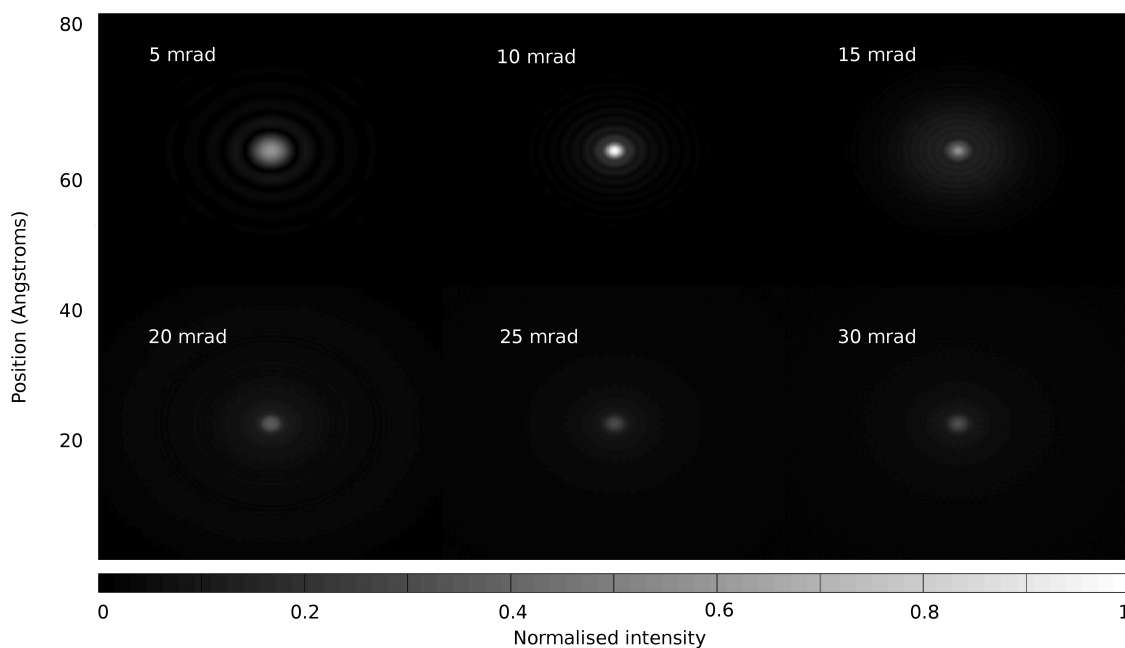 80
5 mrad
10 mrad
15 mrad
60
Position (Angstroms)
40
20 mrad
25 mrad
30 mrad
20
0
0.2
0.4
0.6
0.8
1
Normalised intensity